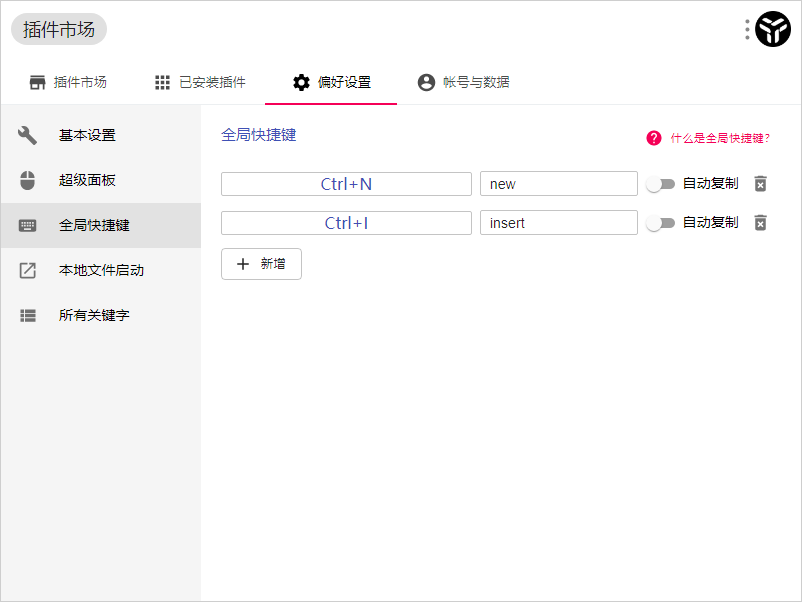 插件市场
插件市场 已安装插件 偏好设置 帐号与数据
基本设置
超级面板
全局快捷键
本地文件启动
所有关键字
全局快捷键 什么是全局快捷键?
Ctrl+N new 自动复制
Ctrl+I insert 自动复制
新增